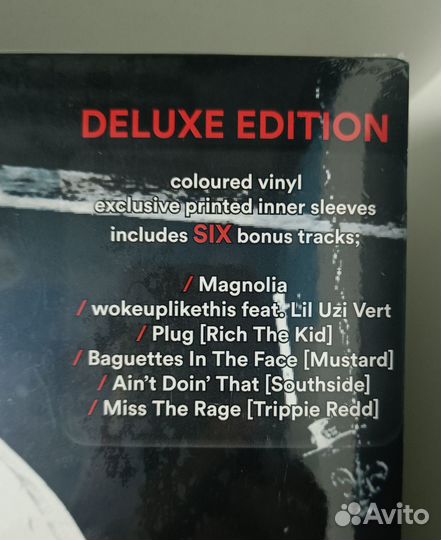 DELUXE EDITION
coloured vinyl
exclusive printed inner sleeves
includes SIX bonus tracks;
/ Magnolia
/ wokeuplikethis feat. Lil Uzi Vert
/ Plug [Rich The Kid]
/ Baguettes In The Face [Mustard]
/ Ain't Doin' That [Southside]
/ Miss The Rage [Trippie Redd]
Avito